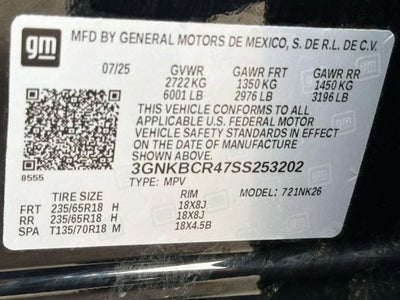 gm
MFD BY GENERAL MOTORS DE MEXICO, S. DE R.L. DE C.V.
07/25 GVWR GAWR FRT GAWR RR
2722 KG 1350 KG 1450 KG
6001 LB 2976 LB 3196 LB
THIS VEHICLE CONFORMS TO ALL
APPLICABLE U.S. FEDERAL MOTOR
VEHICLE SAFETY STANDARDS IN EFFECT
ON THE DATE OF MANUFACTURE
SHOWN ABOVE.
8555
3GNKBCR47SS253202
TYPE: MPV MODEL: 721NK26
TIRE SIZE RIM
FRT 235/65R18 H 18X8J
RR 235/65R18 H 18X8J
SPA T135/70R18 M 18X4.5B